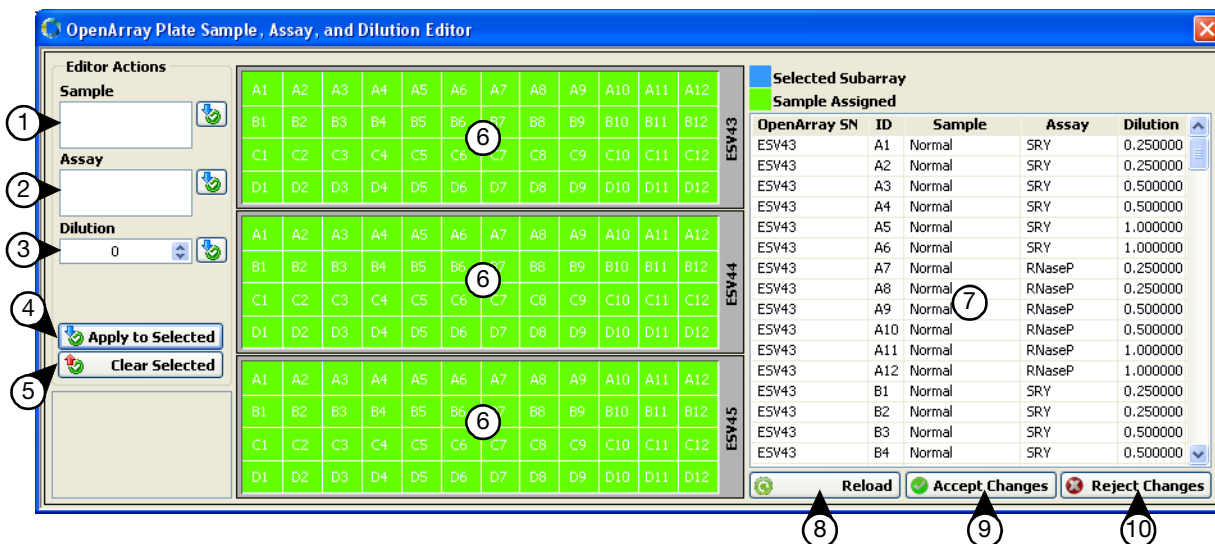 OpenArray Plate Sample, Assay, and Dilution Editor
Editor Actions
Sample
1
Assay
2
Dilution
3
0
4
Apply to Selected
5
Clear Selected
A1 A2 A3 A4 A5 A6 A7 A8 A9 A10 A11 A12
B1 B2 B3 B4 B5 B6 B7 B8 B9 B10 B11 B12
C1 C2 C3 C4 C5 C6 C7 C8 C9 C10 C11 C12
D1 D2 D3 D4 D5 D6 D7 D8 D9 D10 D11 D12
6
ESV43
A1 A2 A3 A4 A5 A6 A7 A8 A9 A10 A11 A12
B1 B2 B3 B4 B5 B6 B7 B8 B9 B10 B11 B12
C1 C2 C3 C4 C5 C6 C7 C8 C9 C10 C11 C12
D1 D2 D3 D4 D5 D6 D7 D8 D9 D10 D11 D12
6
ESV44
A1 A2 A3 A4 A5 A6 A7 A8 A9 A10 A11 A12
B1 B2 B3 B4 B5 B6 B7 B8 B9 B10 B11 B12
C1 C2 C3 C4 C5 C6 C7 C8 C9 C10 C11 C12
D1 D2 D3 D4 D5 D6 D7 D8 D9 D10 D11 D12
6
ESV45
Selected Subarray
Sample Assigned
OpenArray SN ID Sample Assay Dilution
ESV43 A1 Normal SRY 0.250000
ESV43 A2 Normal SRY 0.250000
ESV43 A3 Normal SRY 0.500000
ESV43 A4 Normal SRY 0.500000
ESV43 A5 Normal SRY 1.000000
ESV43 A6 Normal SRY 1.000000
ESV43 A7 Normal RNaseP 0.250000
ESV43 A8 Normal RNaseP 0.250000
ESV43 A9 Normal RNaseP 0.500000
ESV43 A10 Normal RNaseP 0.500000
ESV43 A11 Normal RNaseP 1.000000
ESV43 A12 Normal RNaseP 1.000000
ESV43 B1 Normal SRY 0.250000
ESV43 B2 Normal SRY 0.250000
ESV43 B3 Normal SRY 0.500000
ESV43 B4 Normal SRY 0.500000
7
Reload Accept Changes Reject Changes
8 9 10